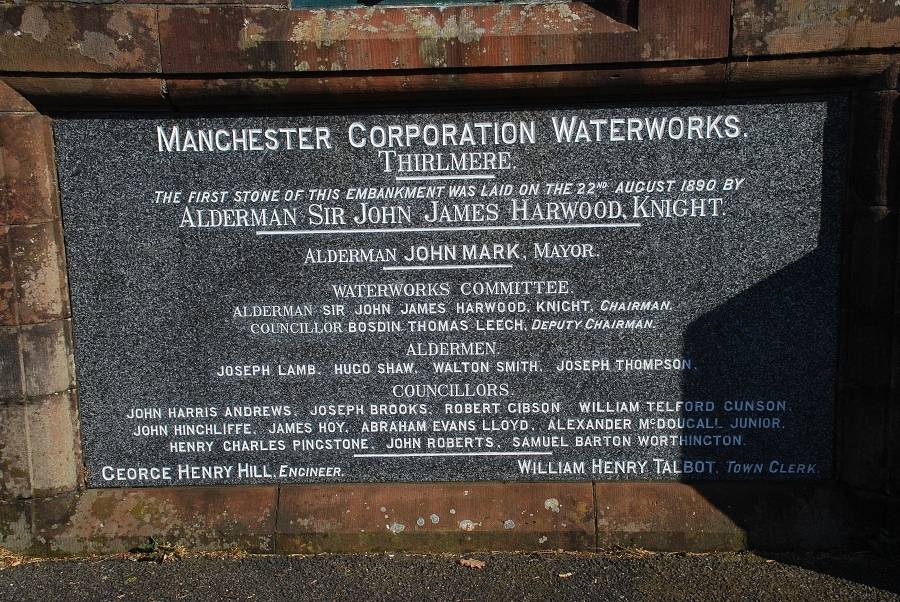 MANCHESTER CORPORATION WATERWORKS.
THIRLMERE.
THE FIRST STONE OF THIS EMBANKMENT WAS LAID ON THE 22ND AUGUST 1890 BY
ALDERMAN SIR JOHN JAMES HARWOOD, KNIGHT.
ALDERMAN JOHN MARK, MAYOR.
WATERWORKS COMMITTEE.
ALDERMAN SIR JOHN JAMES HARWOOD, KNIGHT, CHAIRMAN.
COUNCILLOR BOSDIN THOMAS LEECH, DEPUTY CHAIRMAN.
ALDERMEN.
JOSEPH LAMB. HUGO SHAW. WALTON SMITH. JOSEPH THOMPSON.
COUNCILLORS.
JOHN HARRIS ANDREWS. JOSEPH BROOKS. ROBERT GIBSON WILLIAM TELFORD GUNSON.
JOHN HINCHLIFFE. JAMES HOY. ABRAHAM EVANS LLOYD. ALEXANDER McDOUGALL JUNIOR.
HENRY CHARLES PINGSTONE. JOHN ROBERTS. SAMUEL BARTON WORTHINGTON.
GEORGE HENRY HILL, ENGINEER. WILLIAM HENRY TALBOT, TOWN CLERK.